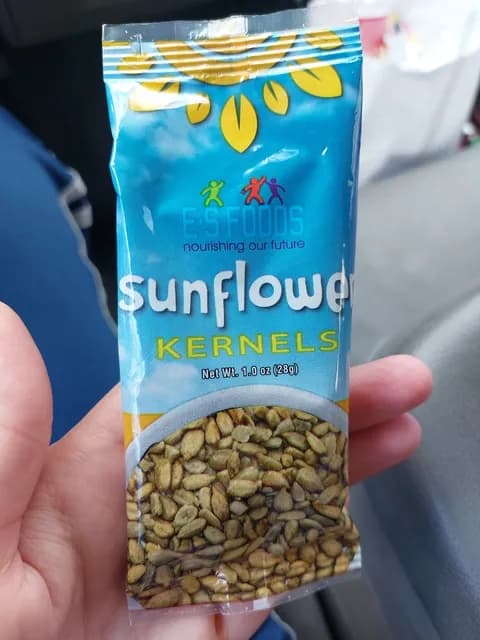 E·S FOODS
nourishing our future
sunflower
KERNELS
Net Wt. 1.0 oz (28g)